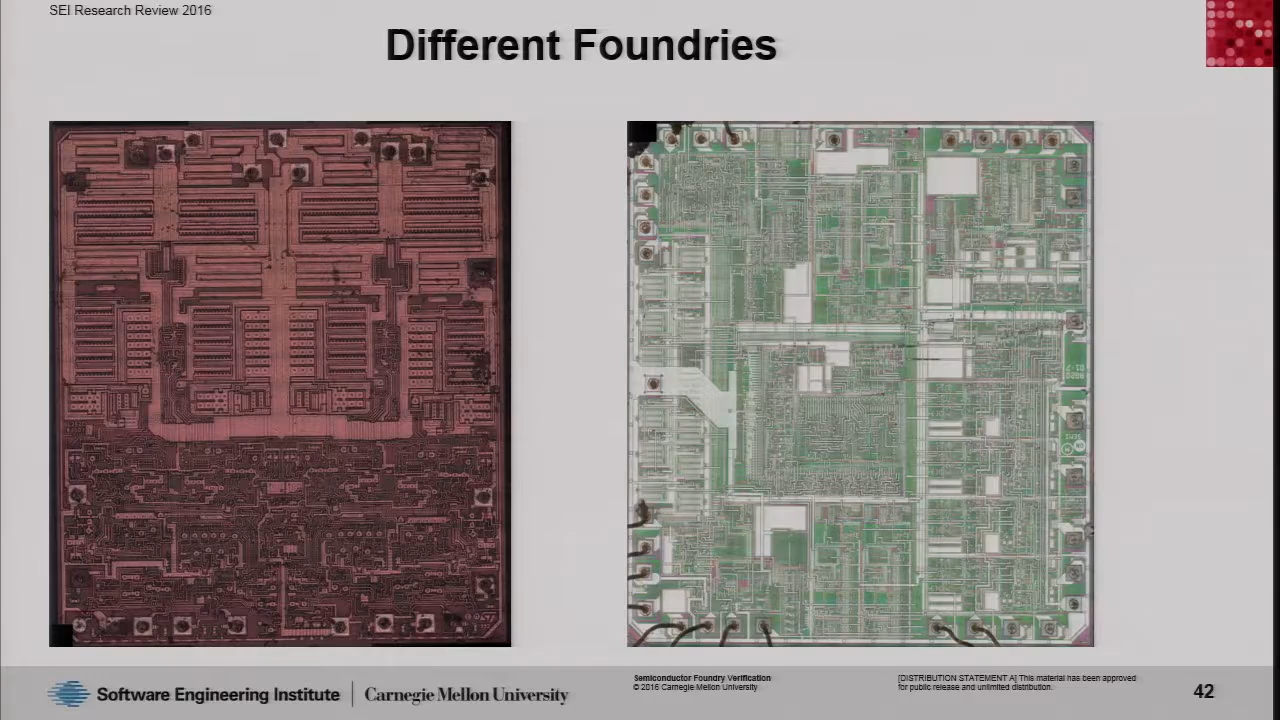 SEI Research Review 2016
Different Foundries
Software Engineering Institute
Carnegie Mellon University
Semiconductor Foundry Verification
© 2016 Carnegie Mellon University
[DISTRIBUTION STATEMENT A] This material has been approved
for public release and unlimited distribution.
42